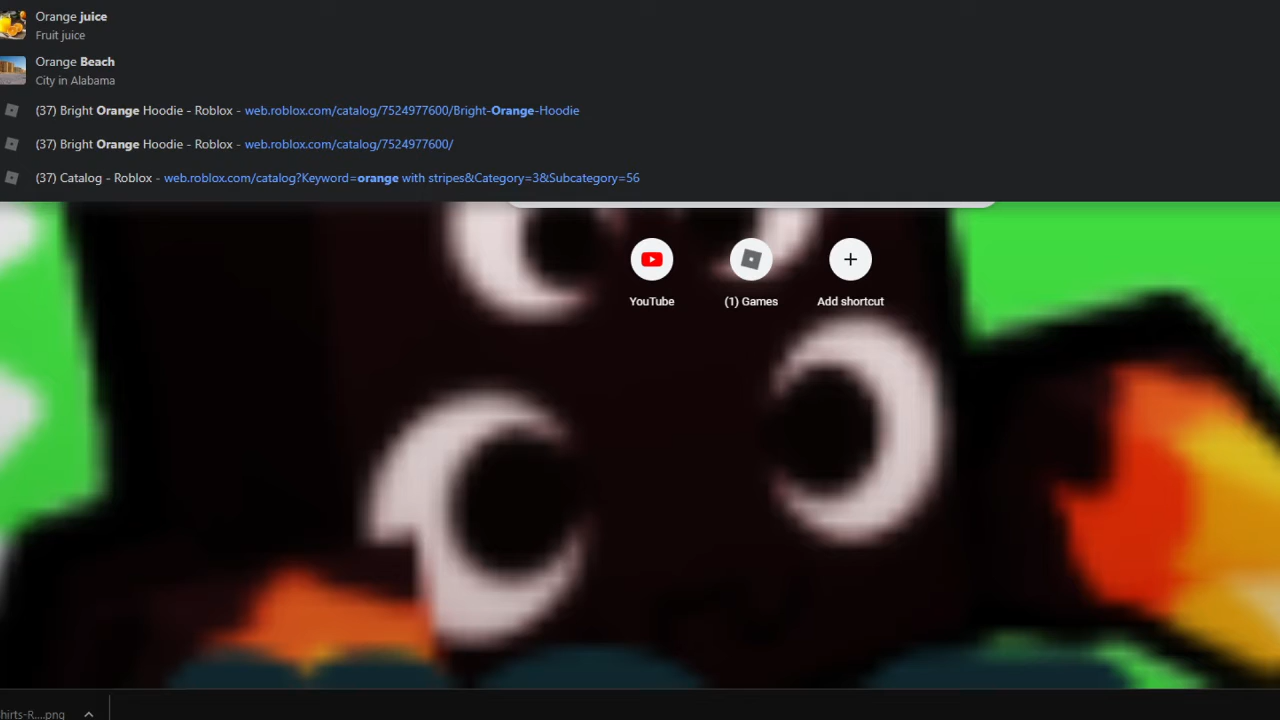 Orange juice
Fruit juice
Orange Beach
City in Alabama
(37) Bright Orange Hoodie - Roblox - web.roblox.com/catalog/7524977600/Bright-Orange-Hoodie
(37) Bright Orange Hoodie - Roblox - web.roblox.com/catalog/7524977600/
(37) Catalog - Roblox - web.roblox.com/catalog?Keyword=orange with stripes&Category=3&Subcategory=56
YouTube
(1) Games
Add shortcut
hirts-R....png